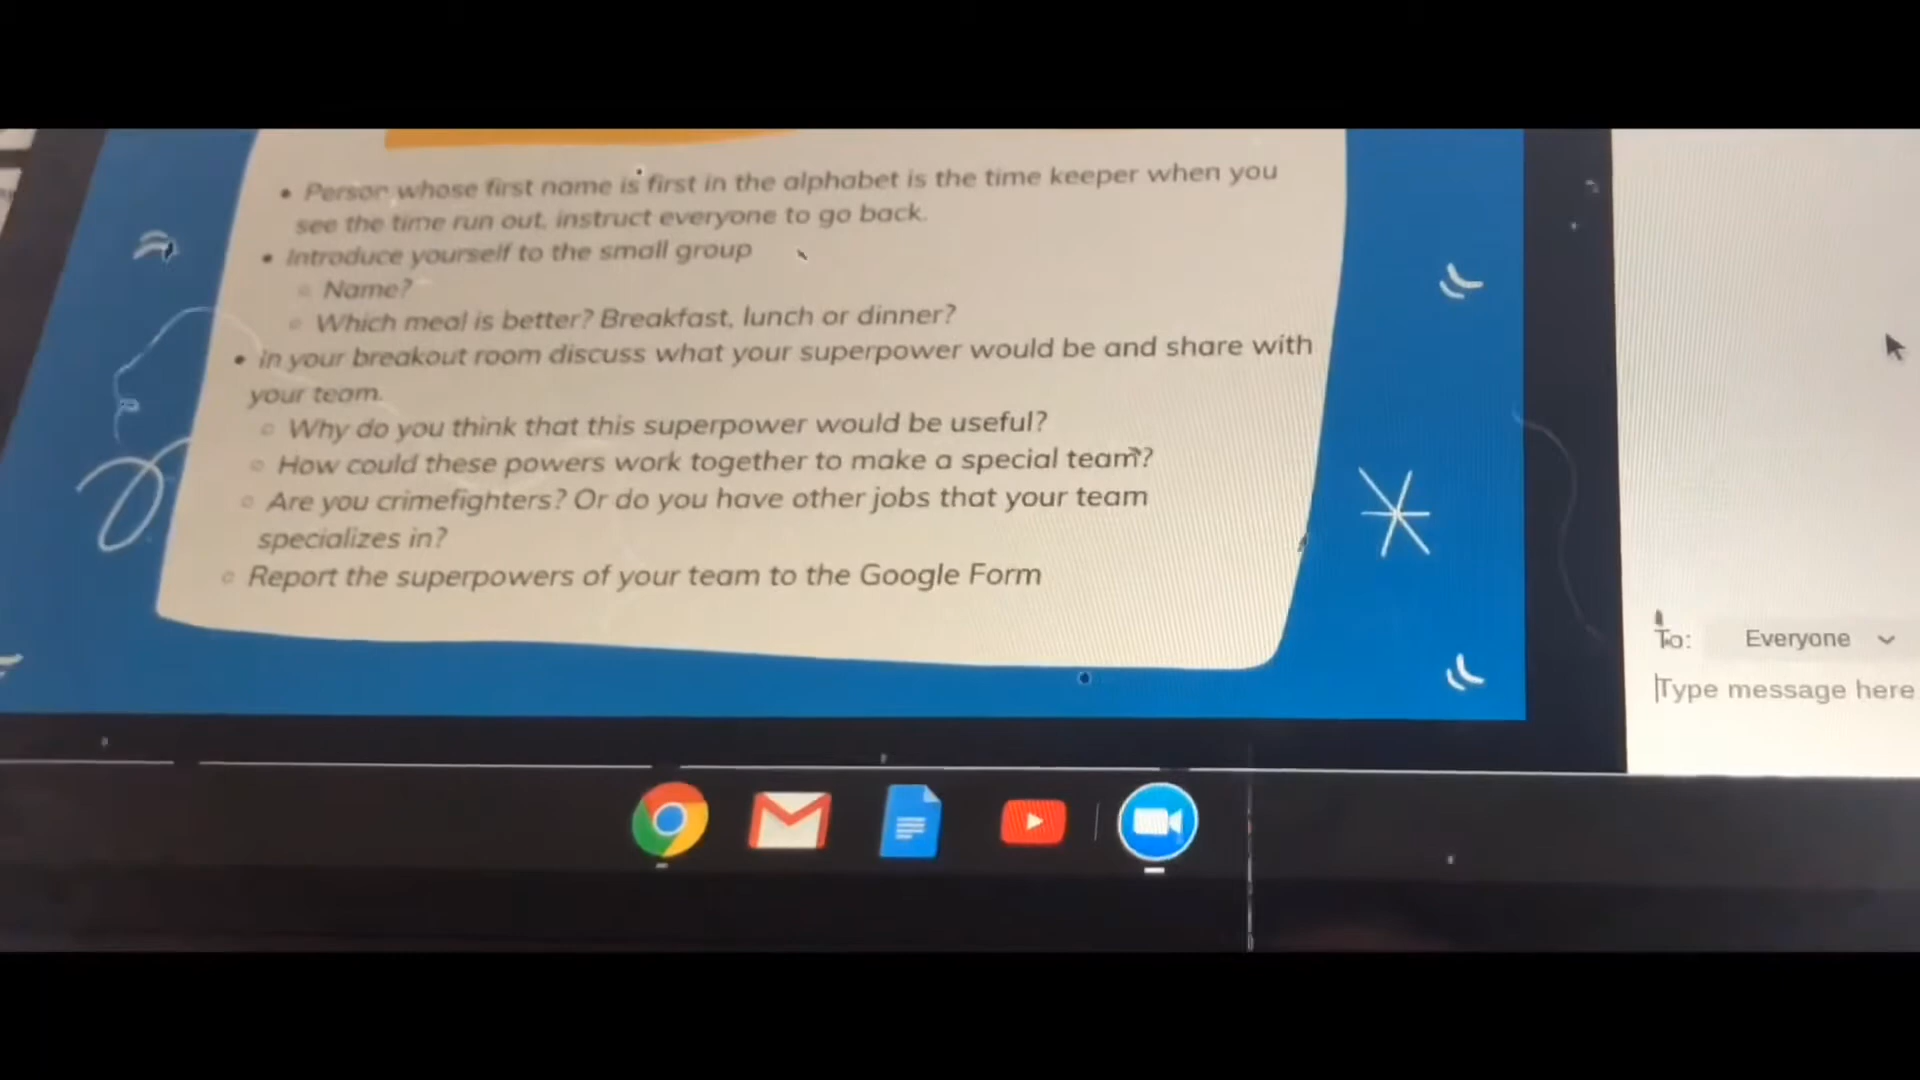 Person whose first name is first in the alphabet is the time keeper when you
see the time run out, instruct everyone to go back.
Introduce yourself to the small group
Name?
Which meal is better? Breakfast, lunch or dinner?
In your breakout room discuss what your superpower would be and share with
your team.
Why do you think that this superpower would be useful?
How could these powers work together to make a special team?
Are you crimefighters? Or do you have other jobs that your team
specializes in?
Report the superpowers of your team to the Google Form
To: Everyone
Type message here